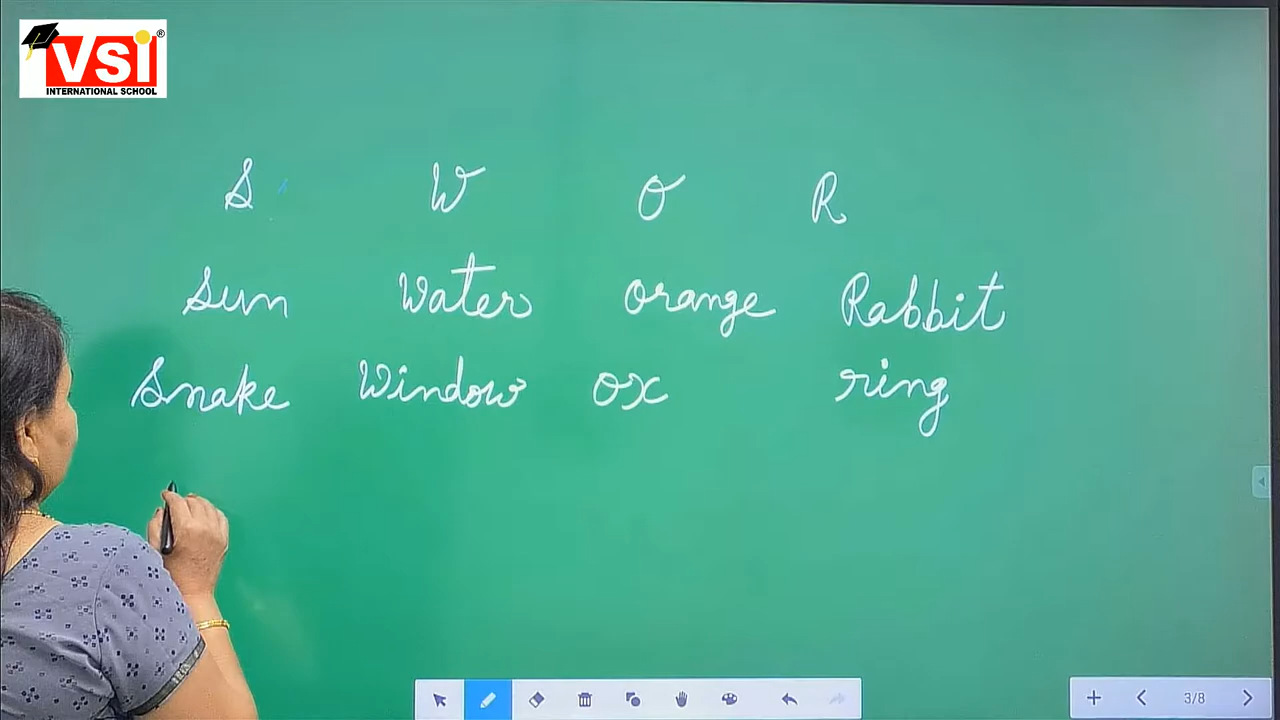 VSI®
INTERNATIONAL SCHOOL
S W O R
Sun Water Orange Rabbit
Snake Window Ox ring
3/8